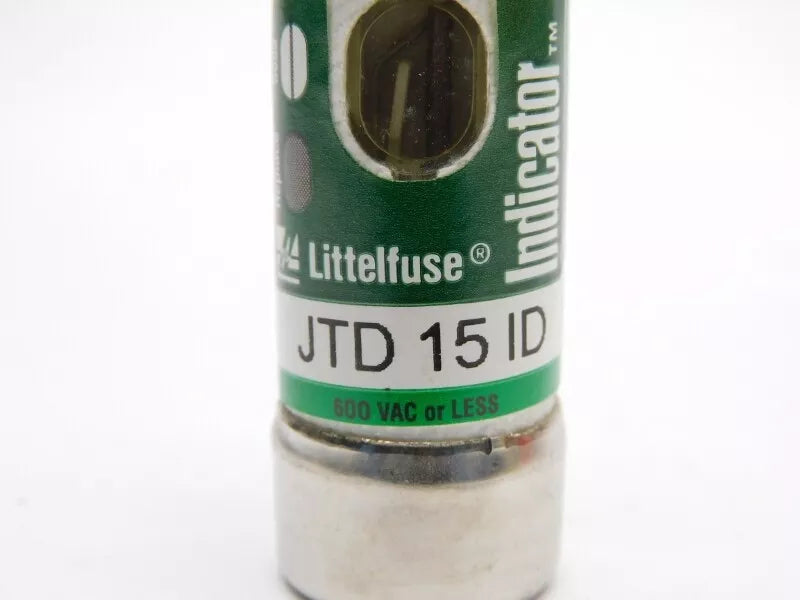 Indicator™
Littelfuse®
JTD 15 ID
600 VAC or LESS